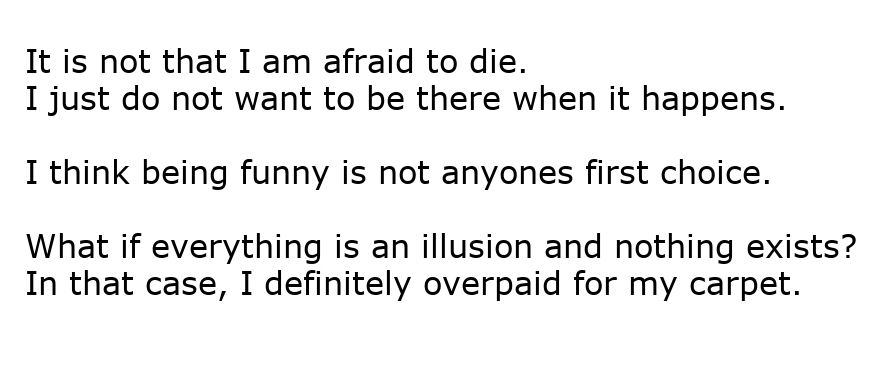 It is not that I am afraid to die.
I just do not want to be there when it happens.
I think being funny is not anyones first choice.
What if everything is an illusion and nothing exists?
In that case, I definitely overpaid for my carpet.